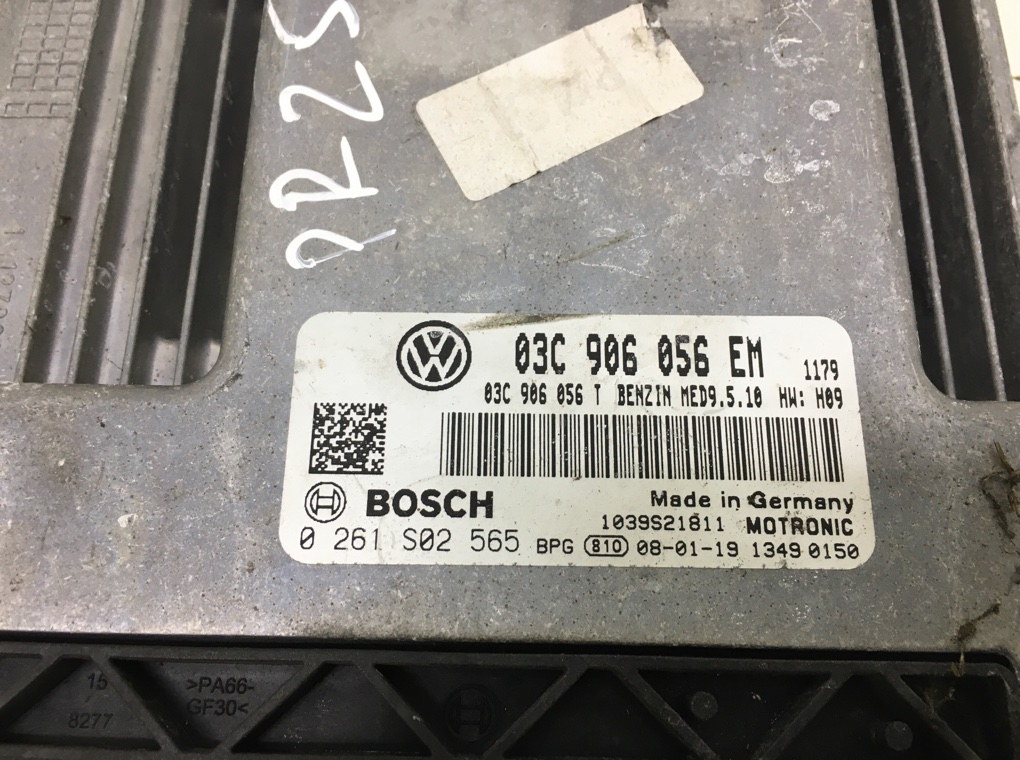 03C 906 056 EM 1179
03C 906 056 T BENZIN MED9.5.10 HW: H09
BOSCH
Made in Germany
1039S21811 MOTRONIC
0 261 S02 565 BPG 810 08-01-19 1349 0150
15
8277
>PA66-
GF30<